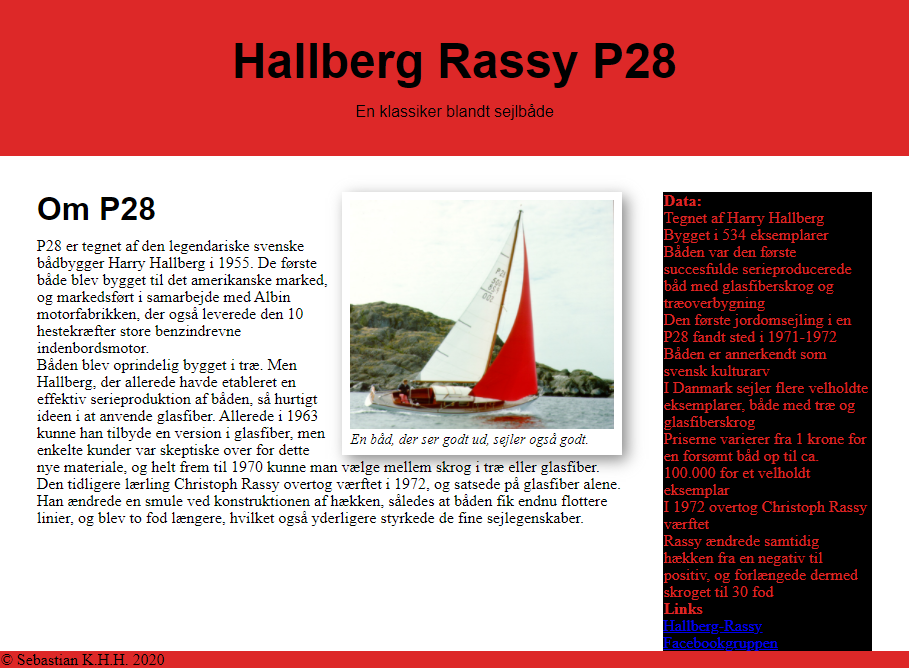 Hallberg Rassy P28
En klassiker blandt sejlbåde
Om P28
P28 er tegnet af den legendariske svenske
bådbygger Harry Hallberg i 1955. De første
både blev bygget til det amerikanske marked,
og markedsført i samarbejde med Albin
motorfabrikken, der også leverede den 10
hestekræfter store benzindrevne
indenbordsmotor.
Båden blev oprindelig bygget i træ. Men
Hallberg, der allerede havde etableret en
effektiv serieproduktion af båden, så hurtigt
ideen i at anvende glasfiber. Allerede i 1963
kunne han tilbyde en version i glasfiber, men
enkelte kunder var skeptiske over for dette
nye materiale, og helt frem til 1970 kunne man vælge mellem skrog i træ eller glasfiber.
Den tidligere lærling Christoph Rassy overtog værftet i 1972, og satsede på glasfiber alene.
Han ændrede en smule ved konstruktionen af hækken, således at båden fik endnu flottere
linier, og blev to fod længere, hvilket også yderligere styrkede de fine sejlegenskaber.
En båd, der ser godt ud, sejler også godt.
Data:
Tegnet af Harry Hallberg
Bygget i 534 eksemplarer
Båden var den første
succesfulde serieproducerede
båd med glasfiberskrog og
træoverbygning
Den første jordomsejling i en
P28 fandt sted i 1971-1972
Båden er annerkendt som
svensk kulturarv
I Danmark sejler flere velholdte
eksemplarer, både med træ og
glasfiberskrog
Priserne varierer fra 1 krone for
en forsømt båd op til ca.
100.000 for et velholdt
eksemplar
I 1972 overtog Christoph Rassy
værftet
Rassy ændrede samtidig
hækken fra en negativ til
positiv, og forlængede dermed
skroget til 30 fod
Links
Hallberg-Rassy
Facebookgruppen
© Sebastian K.H.H. 2020